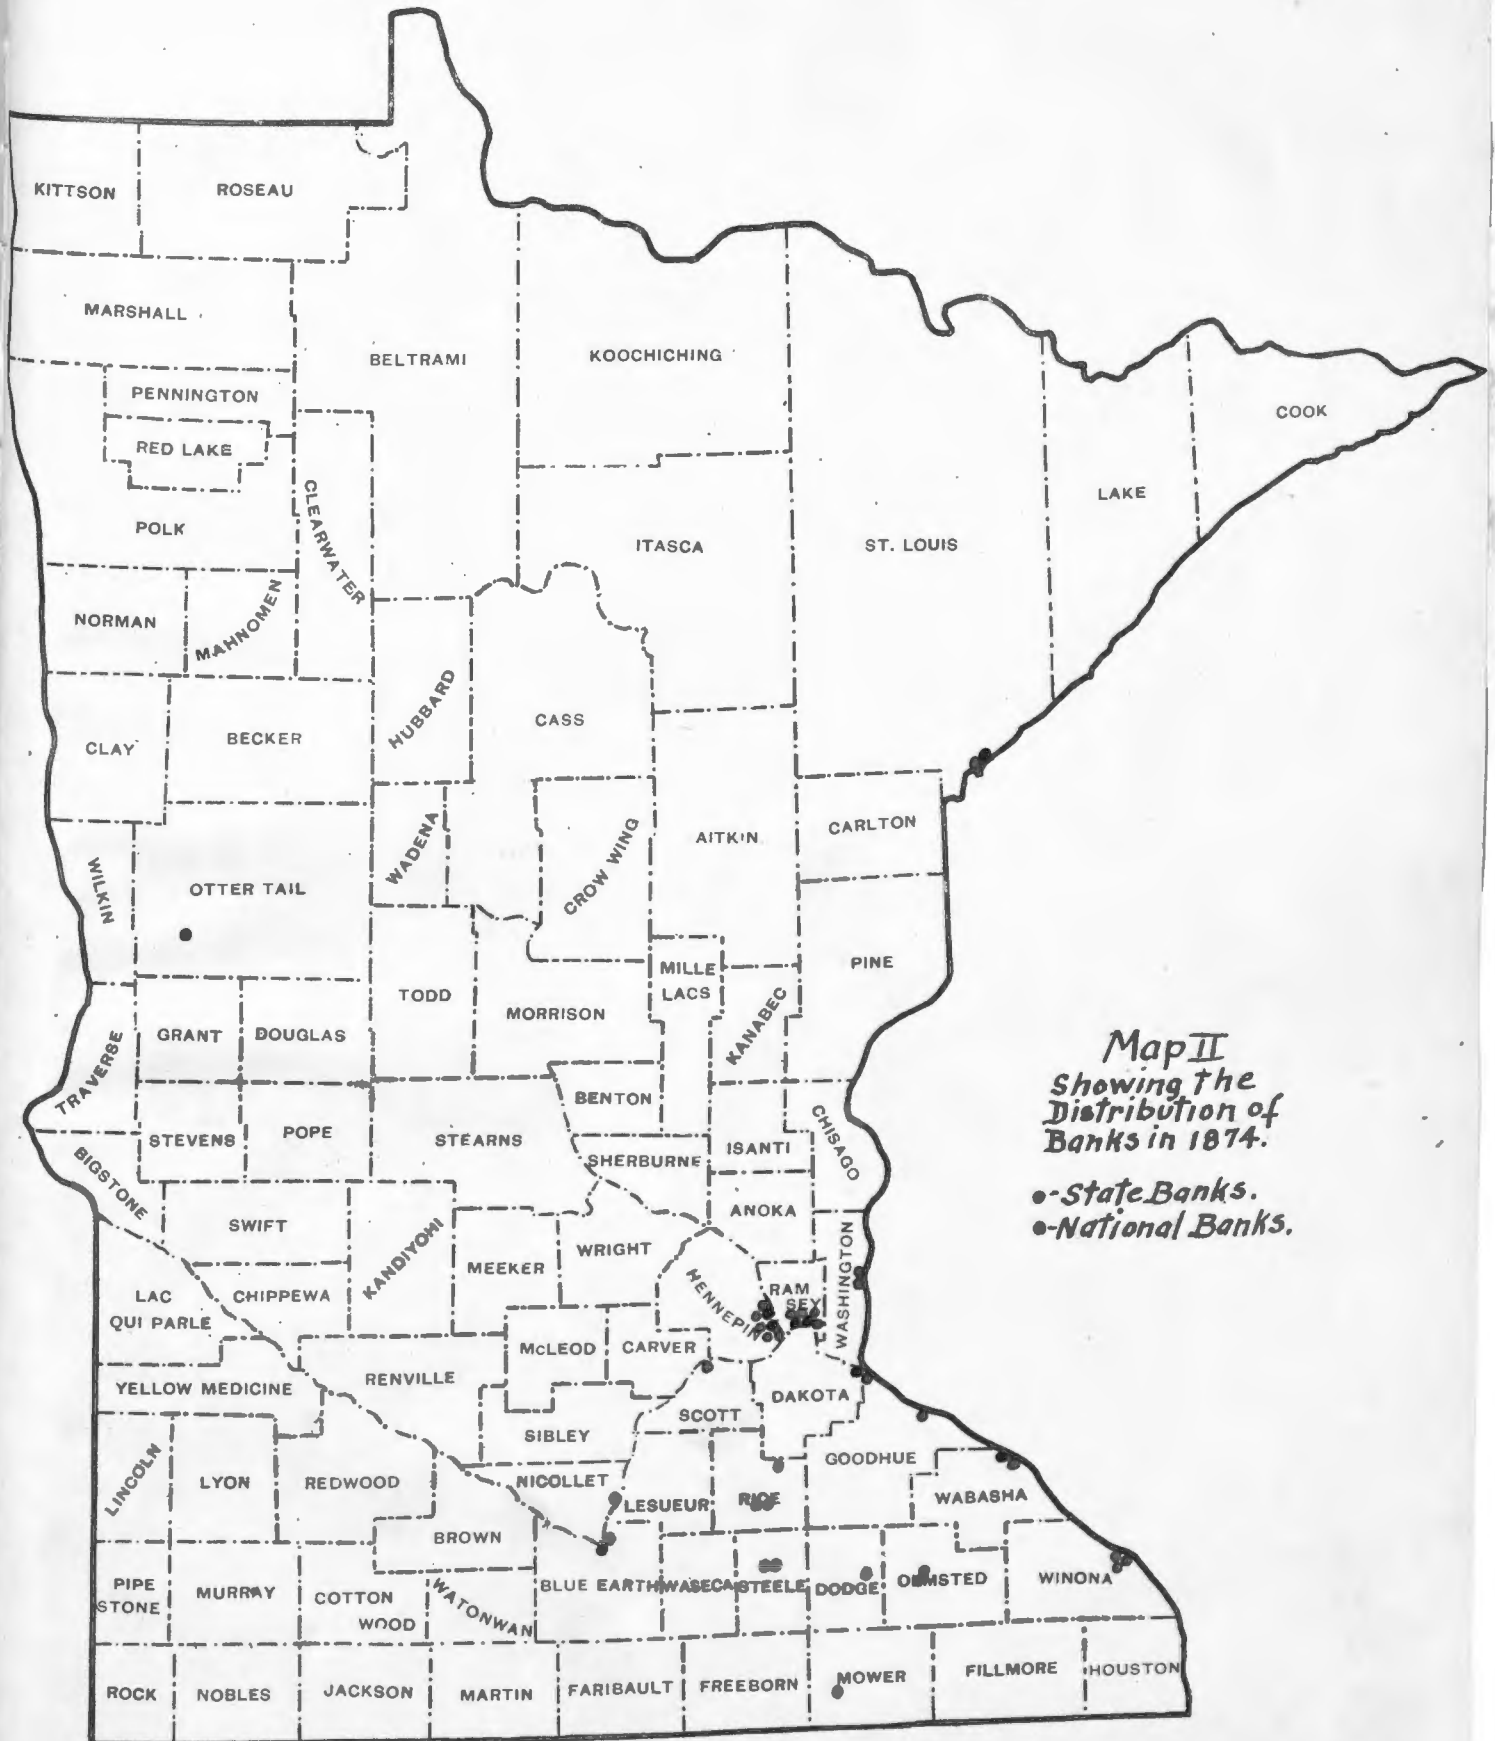 KITTSON
ROSEAU
MARSHALL
BELTRAMI
KOOCHICHING
PENNINGTON
COOK
RED LAKE
CLEARWATER
LAKE
POLK
ITASCA
ST. LOUIS
NORMAN
MAHNOMEN
HUBBARD
CASS
CLAY
BECKER
WADENA
CROW WING
AITKIN
CARLTON
WILKIN
OTTER TAIL
PINE
MILLE
LACS
TODD
MORRISON
KANABEC
GRANT
DOUGLAS
TRAVERSE
BENTON
CHISAGO
STEVENS
POPE
STEARNS
ISANTI
SHERBURNE
BIGSTONE
ANOKA
SWIFT
KANDIYOHI
WRIGHT
WASHINGTON
MEEKER
HENNEPIN
RAM
SEY
LAC
QUI PARLE
CHIPPEWA
McLEOD
CARVER
YELLOW MEDICINE
RENVILLE
DAKOTA
SCOTT
SIBLEY
GOODHUE
LINCOLN
LYON
REDWOOD
NICOLLET
LESUEUR
RICE
WABASHA
BROWN
PIPE
STONE
MURRAY
COTTON
WOOD
WATONWAN
BLUE EARTH
WASECA
STEELE
DODGE
OLMSTED
WINONA
ROCK
NOBLES
JACKSON
MARTIN
FARIBAULT
FREEBORN
MOWER
FILLMORE
HOUSTON
Map II
Showing the
Distribution of
Banks in 1874.
●-State Banks.
●-National Banks.